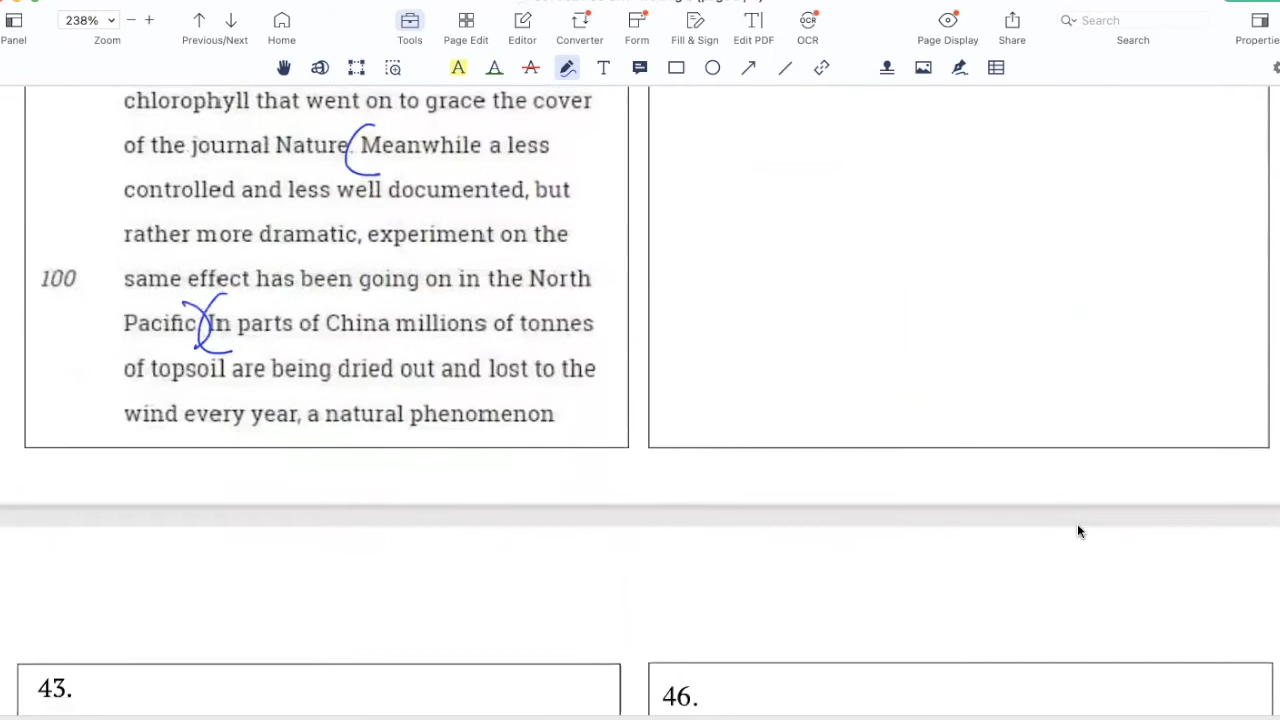 238%
Panel
Zoom
Previous/Next
Home
Tools
Page Edit
Editor
Converter
Form
Fill & Sign
Edit PDF
OCR
OCR
Page Display
Share
Search
Search
Properties
chlorophyll that went on to grace the cover
of the journal Nature. Meanwhile a less
controlled and less well documented, but
rather more dramatic, experiment on the
100 same effect has been going on in the North
Pacific. In parts of China millions of tonnes
of topsoil are being dried out and lost to the
wind every year, a natural phenomenon
43.
46.